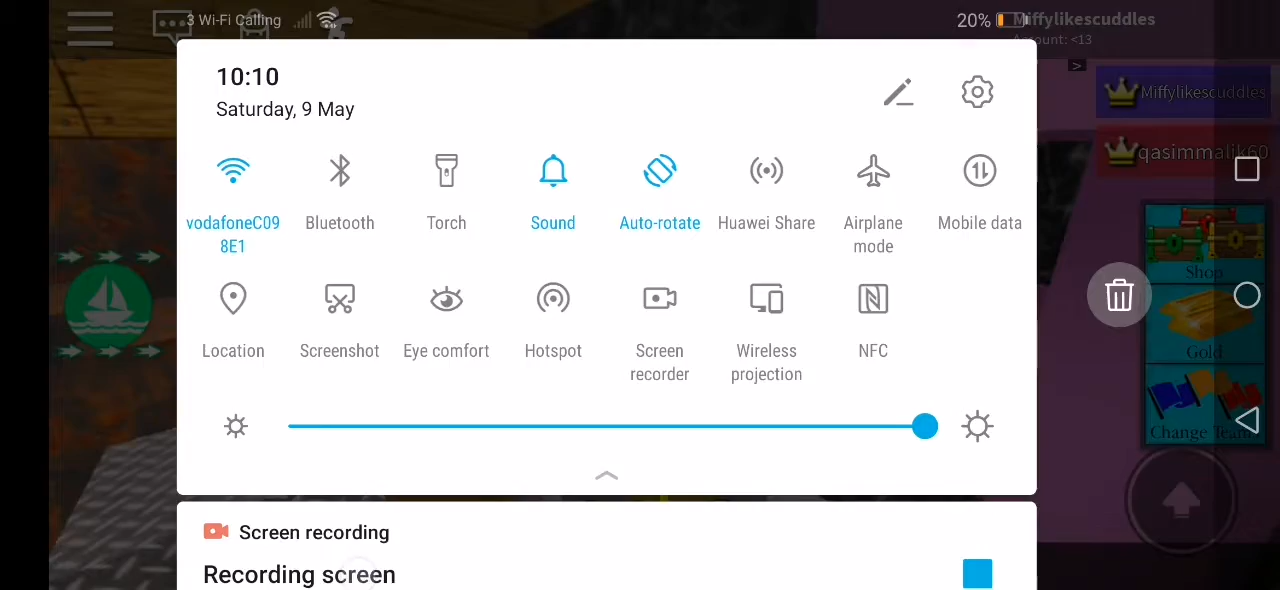 3 Wi-Fi Calling
20%
Miffylikescuddles
Account: <13
10:10
Saturday, 9 May
>
Miffylikescuddles
qasimmalik60
vodafoneC09
8E1
Bluetooth
Torch
Sound
Auto-rotate
Huawei Share
Airplane
mode
Mobile data
Shop
Location
Screenshot
Eye comfort
Hotspot
Screen
recorder
Wireless
projection
NFC
Gold
Change Team
Screen recording
Recording screen